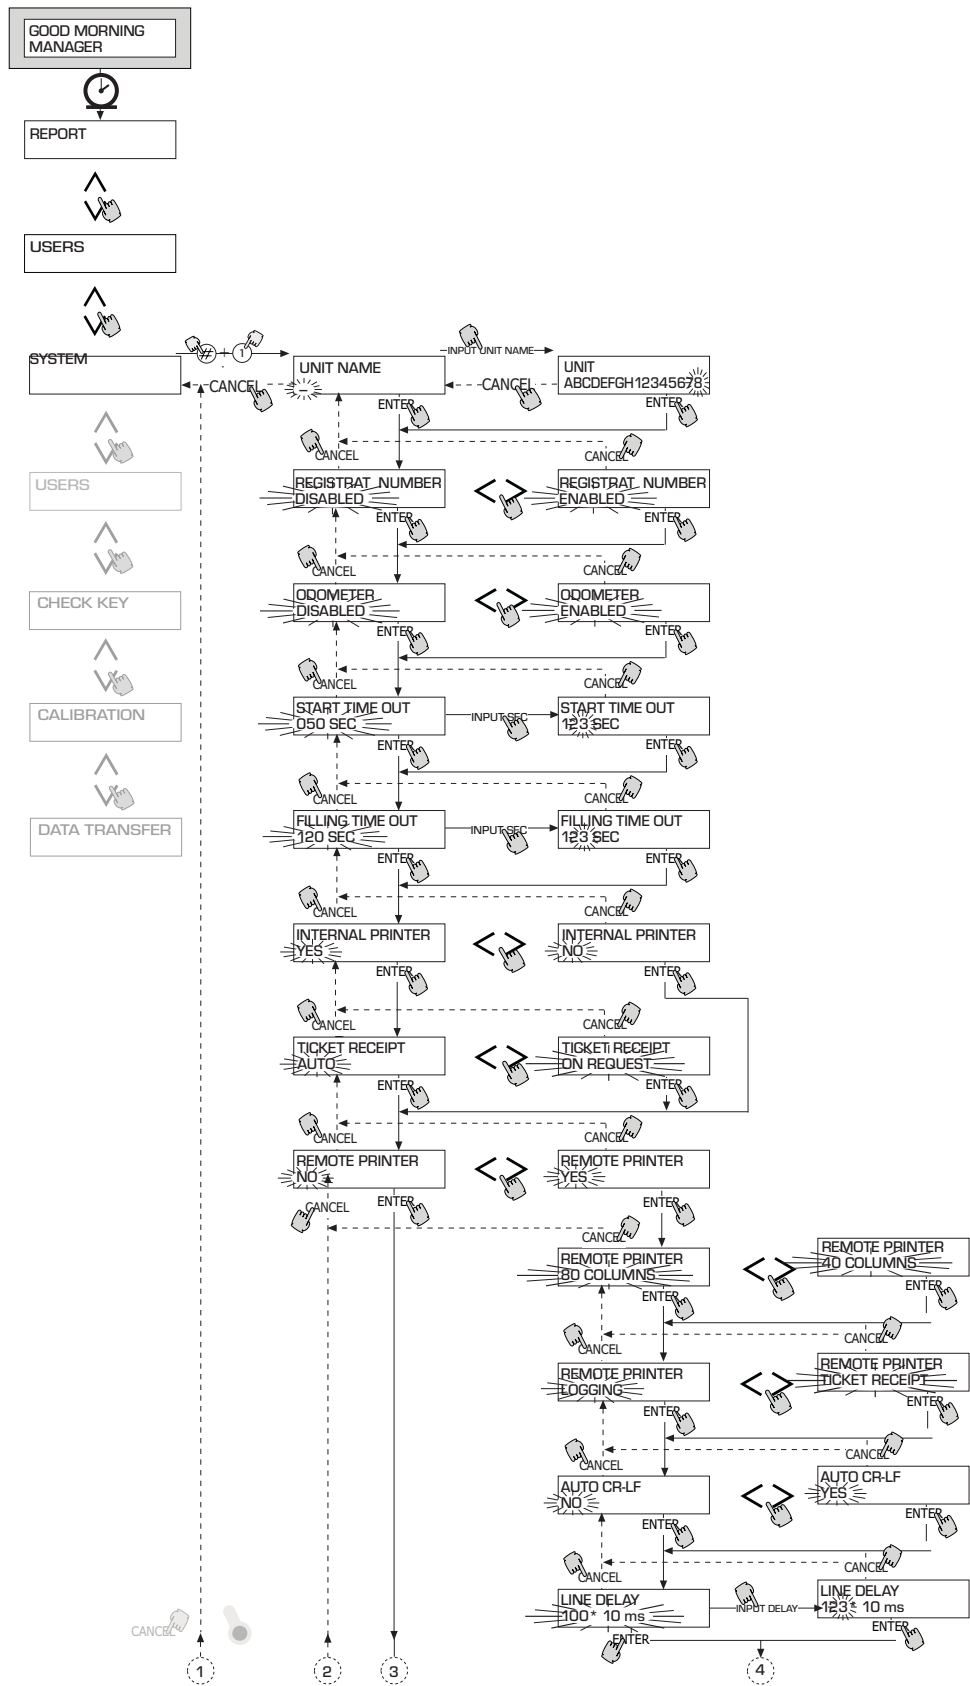 GOOD MORNING
MANAGER
REPORT
USERS
SYSTEM
# + 1
CANCEL
UNIT NAME
_
INPUT UNIT NAME
CANCEL
UNIT
ABCDEFGH12345678
ENTER
ENTER
CANCEL
CANCEL
REGISTRAT. NUMBER
DISABLED
< >
REGISTRAT. NUMBER
ENABLED
ENTER
ENTER
CANCEL
CANCEL
ODOMETER
DISABLED
< >
ODOMETER
ENABLED
ENTER
ENTER
CANCEL
CANCEL
START TIME OUT
050 SEC
INPUT SEC
START TIME OUT
123 SEC
ENTER
ENTER
CANCEL
CANCEL
FILLING TIME OUT
120 SEC
INPUT SEC
FILLING TIME OUT
123 SEC
ENTER
ENTER
CANCEL
CANCEL
INTERNAL PRINTER
YES
< >
INTERNAL PRINTER
NO
ENTER
ENTER
CANCEL
CANCEL
TICKET RECEIPT
AUTO
< >
TICKET RECEIPT
ON REQUEST
ENTER
ENTER
CANCEL
CANCEL
REMOTE PRINTER
NO
< >
REMOTE PRINTER
YES
CANCEL
ENTER
ENTER
CANCEL
REMOTE PRINTER
80 COLUMNS
< >
REMOTE PRINTER
40 COLUMNS
ENTER
ENTER
CANCEL
CANCEL
REMOTE PRINTER
LOGGING
< >
REMOTE PRINTER
TICKET RECEIPT
ENTER
ENTER
CANCEL
CANCEL
AUTO CR-LF
NO
< >
AUTO CR-LF
YES
ENTER
ENTER
CANCEL
CANCEL
LINE DELAY
100* 10 ms
INPUT DELAY
LINE DELAY
123* 10 ms
ENTER
ENTER
USERS
CHECK KEY
CALIBRATION
DATA TRANSFER
CANCEL
1
2
3
4